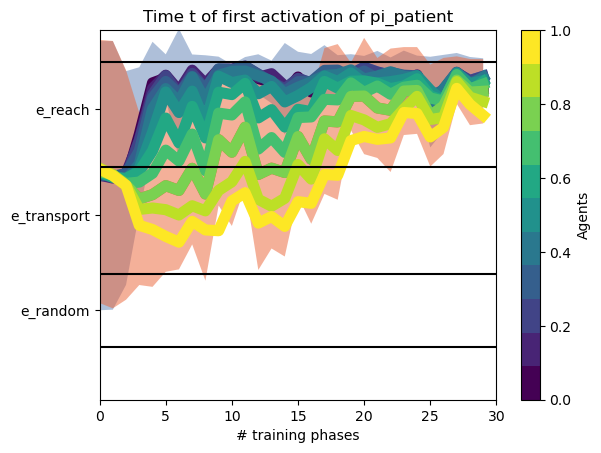 Time t of first activation of pi_patient
e_reach
e_transport
e_random
0 5 10 15 20 25 30
# training phases
1.0
0.8
0.6
0.4
0.2
0.0
Agents